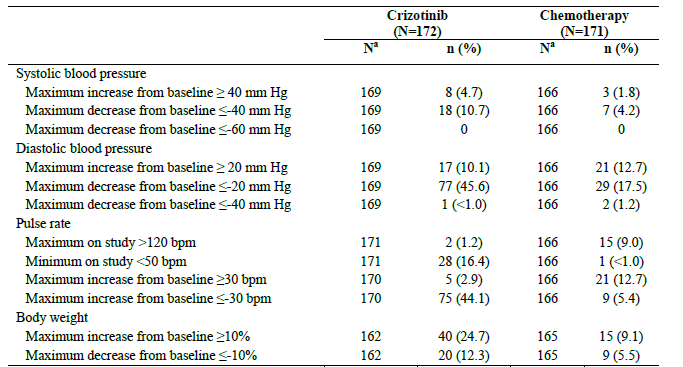 Crizotinib Chemotherapy
(N=172) (N=171)
Nª n (%) Nª n (%)
Systolic blood pressure
Maximum increase from baseline ≥ 40 mm Hg 169 8 (4.7) 166 3 (1.8)
Maximum decrease from baseline ≤-40 mm Hg 169 18 (10.7) 166 7 (4.2)
Maximum decrease from baseline ≤-60 mm Hg 169 0 166 0
Diastolic blood pressure
Maximum increase from baseline ≥ 20 mm Hg 169 17 (10.1) 166 21 (12.7)
Maximum decrease from baseline ≤-20 mm Hg 169 77 (45.6) 166 29 (17.5)
Maximum decrease from baseline ≤-40 mm Hg 169 1 (<1.0) 166 2 (1.2)
Pulse rate
Maximum on study >120 bpm 171 2 (1.2) 166 15 (9.0)
Minimum on study <50 bpm 171 28 (16.4) 166 1 (<1.0)
Maximum increase from baseline ≥30 bpm 170 5 (2.9) 166 21 (12.7)
Maximum increase from baseline ≤-30 bpm 170 75 (44.1) 166 9 (5.4)
Body weight
Maximum increase from baseline ≥10% 162 40 (24.7) 165 15 (9.1)
Maximum decrease from baseline ≤-10% 162 20 (12.3) 165 9 (5.5)